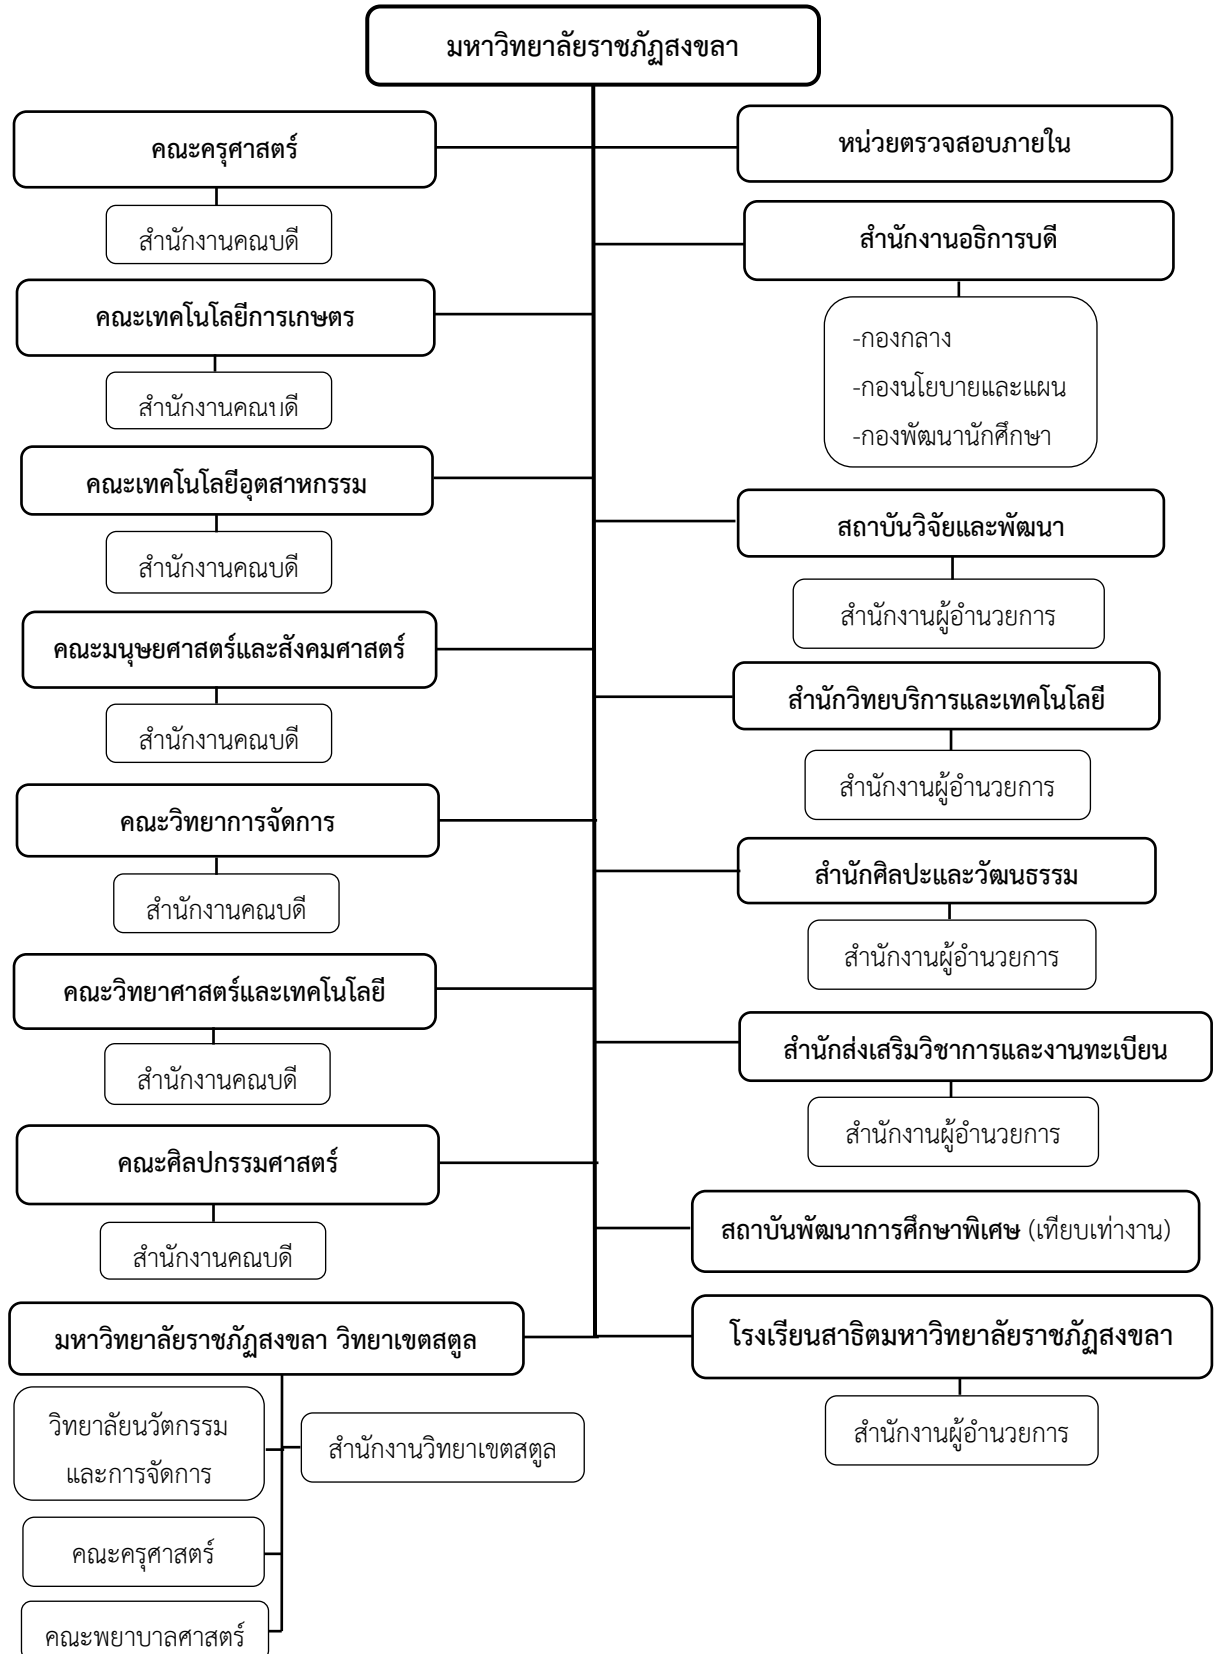 มหาวิทยาลัยราชภัฏสงขลา
คณะครุศาสตร์
สำนักงานคณบดี
คณะเทคโนโลยีการเกษตร
สำนักงานคณบดี
คณะเทคโนโลยีอุตสาหกรรม
สำนักงานคณบดี
คณะมนุษยศาสตร์และสังคมศาสตร์
สำนักงานคณบดี
คณะวิทยาการจัดการ
สำนักงานคณบดี
คณะวิทยาศาสตร์และเทคโนโลยี
สำนักงานคณบดี
คณะศิลปกรรมศาสตร์
สำนักงานคณบดี
มหาวิทยาลัยราชภัฏสงขลา วิทยาเขตสตูล
วิทยาลัยนวัตกรรม
และการจัดการ
สำนักงานวิทยาเขตสตูล
คณะครุศาสตร์
คณะพยาบาลศาสตร์
หน่วยตรวจสอบภายใน
สำนักงานอธิการบดี
-กองกลาง
-กองนโยบายและแผน
-กองพัฒนานักศึกษา
สถาบันวิจัยและพัฒนา
สำนักงานผู้อำนวยการ
สำนักวิทยบริการและเทคโนโลยี
สำนักงานผู้อำนวยการ
สำนักศิลปะและวัฒนธรรม
สำนักงานผู้อำนวยการ
สำนักส่งเสริมวิชาการและงานทะเบียน
สำนักงานผู้อำนวยการ
สถาบันพัฒนาการศึกษาพิเศษ (เทียบเท่างาน)
โรงเรียนสาธิตมหาวิทยาลัยราชภัฏสงขลา
สำนักงานผู้อำนวยการ